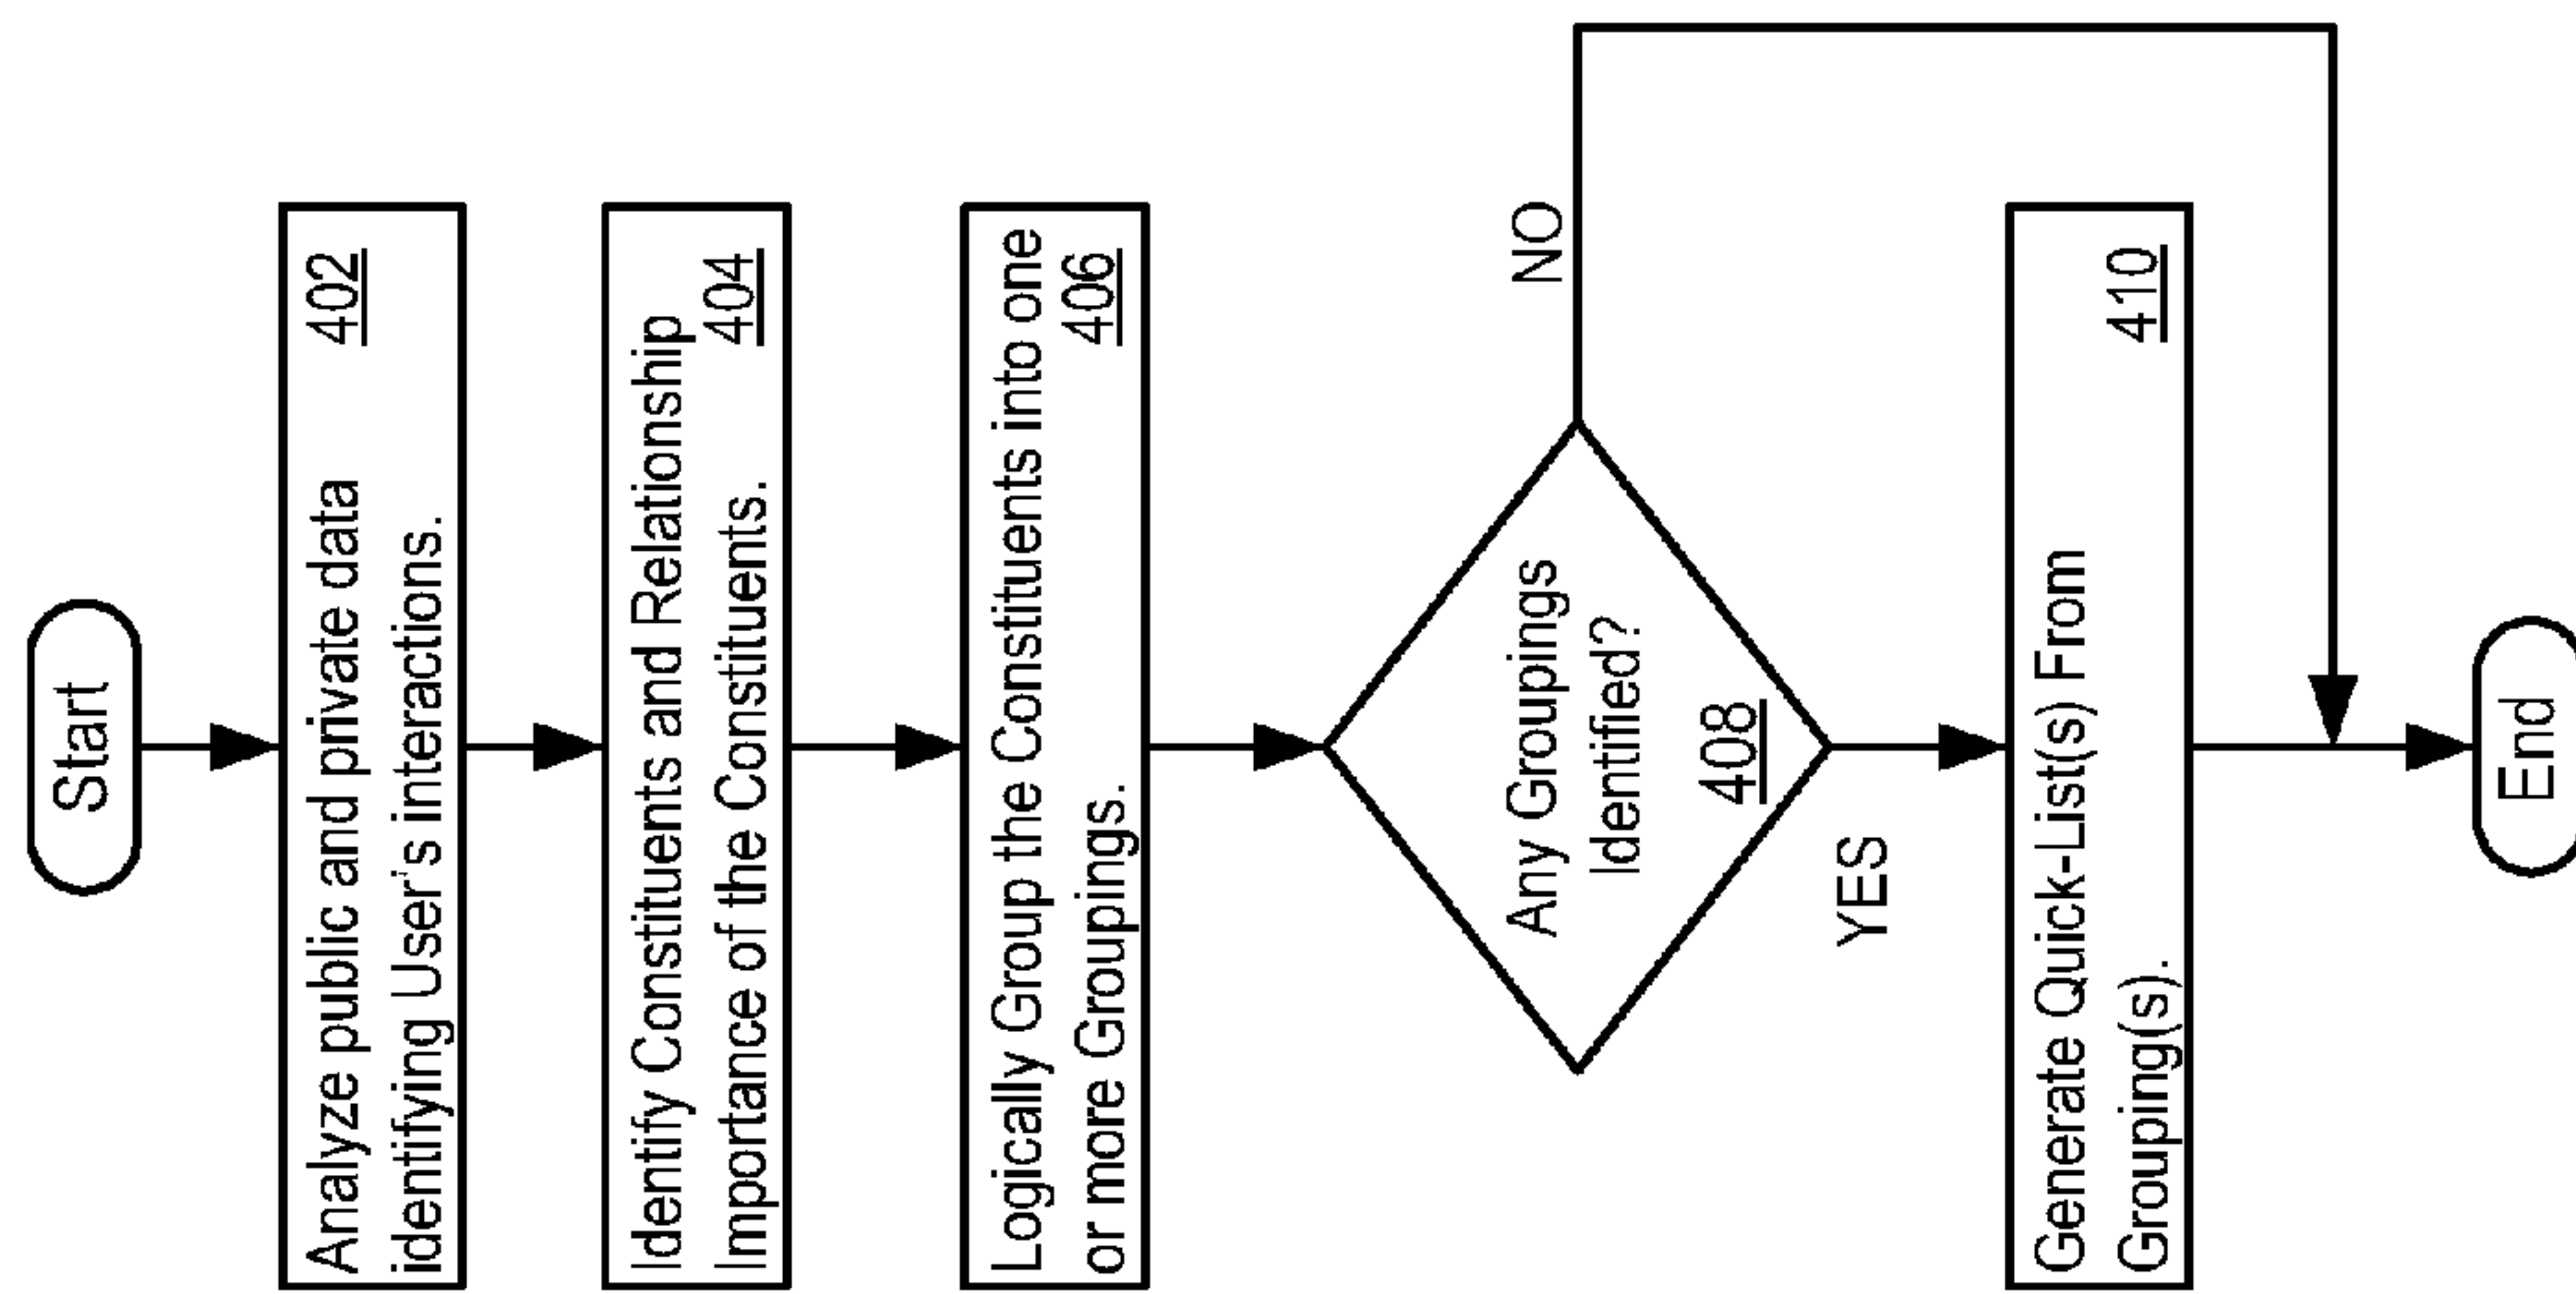 Start
Analyze public and private data
identifying User's interactions.
402
Identify Constituents and Relationship
Importance of the Constituents.
404
Logically Group the Constituents into one
or more Groupings.
406
Any Groupings
Identified?
408
NO
YES
Generate Quick-List(s) From
Grouping(s).
410
End